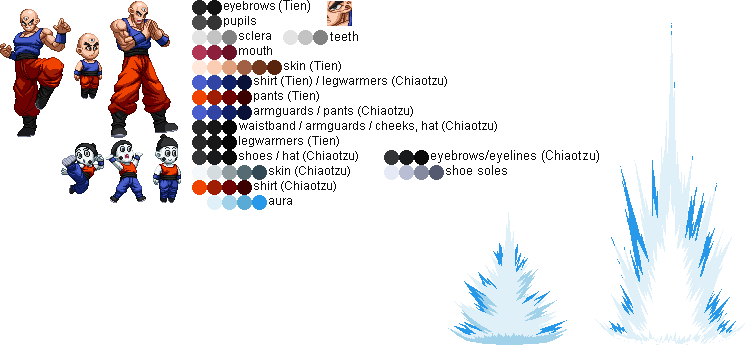 eyebrows (Tien)
pupils
sclera teeth
mouth
skin (Tien)
shirt (Tien) / legwarmers (Chiaotzu)
pants (Tien)
armguards / pants (Chiaotzu)
waistband / armguards / cheeks, hat (Chiaotzu)
legwarmers (Tien)
shoes / hat (Chiaotzu) eyebrows/eyelines (Chiaotzu)
skin (Chiaotzu) shoe soles
shirt (Chiaotzu)
aura